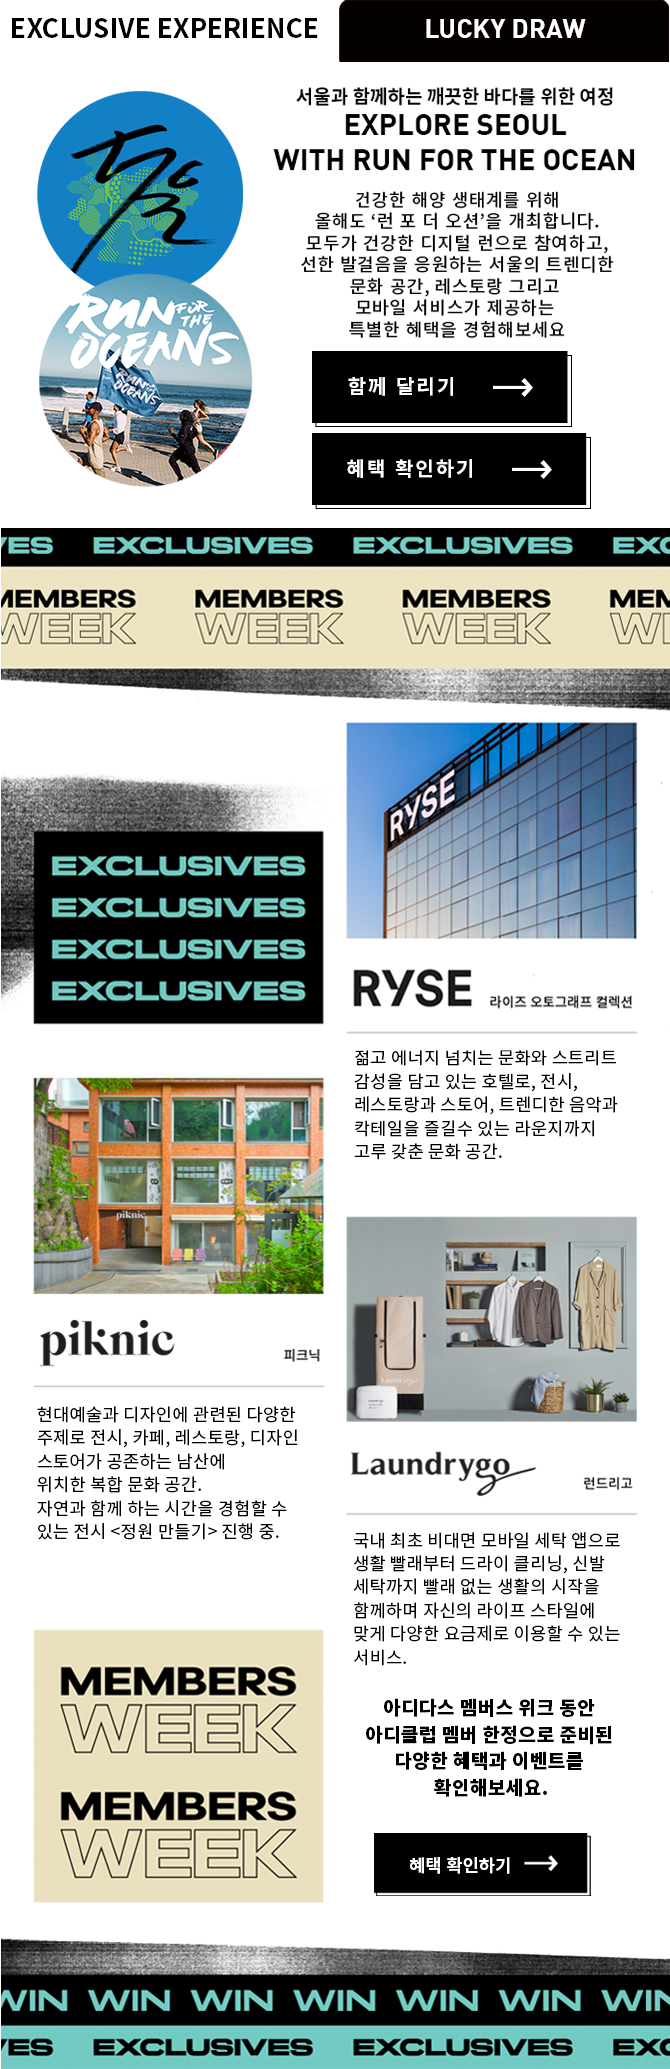 EXCLUSIVE EXPERIENCE
LUCKY DRAW
서울과 함께하는 깨끗한 바다를 위한 여정
EXPLORE SEOUL
WITH RUN FOR THE OCEAN
건강한 해양 생태계를 위해
올해도 ‘런 포 더 오션’을 개최합니다.
모두가 건강한 디지털 런으로 참여하고,
선한 발걸음을 응원하는 서울의 트렌디한
문화 공간, 레스토랑 그리고
모바일 서비스가 제공하는
특별한 혜택을 경험해보세요
RUN FOR
THE
OCEANS
RUN FOR
THE
OCEANS
함께 달리기
혜택 확인하기
VES EXCLUSIVES EXCLUSIVES EXC
MEMBERS MEMBERS MEMBERS MEM
WEEK WEEK WEEK WE
RYSE
EXCLUSIVES
EXCLUSIVES
EXCLUSIVES
EXCLUSIVES
RYSE 라이즈 오토그래프 컬렉션
젊고 에너지 넘치는 문화와 스트리트
감성을 담고 있는 호텔로, 전시,
레스토랑과 스토어, 트렌디한 음악과
칵테일을 즐길수 있는 라운지까지
고루 갖춘 문화 공간.
piknic
piknic 피크닉
현대예술과 디자인에 관련된 다양한
주제로 전시, 카페, 레스토랑, 디자인
스토어가 공존하는 남산에
위치한 복합 문화 공간.
자연과 함께 하는 시간을 경험할 수
있는 전시 <정원 만들기> 진행 중.
Laundrygo
Laundrygo 런드리고
국내 최초 비대면 모바일 세탁 앱으로
생활 빨래부터 드라이 클리닝, 신발
세탁까지 빨래 없는 생활의 시작을
함께하며 자신의 라이프 스타일에
맞게 다양한 요금제로 이용할 수 있는
서비스.
MEMBERS
WEEK
MEMBERS
WEEK
아디다스 멤버스 위크 동안
아디클럽 멤버 한정으로 준비된
다양한 혜택과 이벤트를
확인해보세요.
혜택 확인하기
WIN WIN WIN WIN WIN WIN WIN
VES EXCLUSIVES EXCLUSIVES EXC